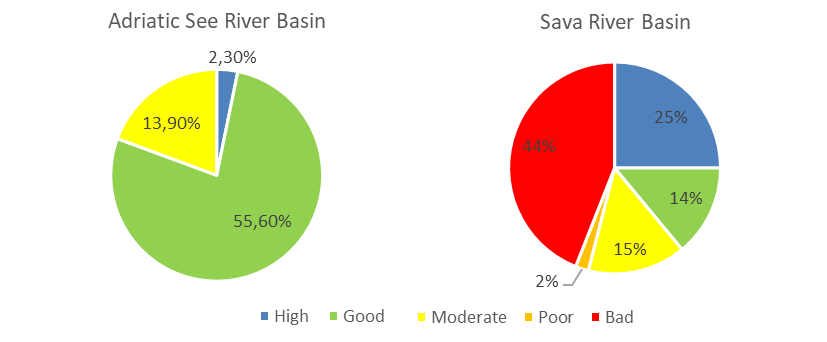 Adriatic See River Basin
2,30%
13,90%
55,60%
Sava River Basin
25%
44%
14%
15%
2%
High Good Moderate Poor Bad